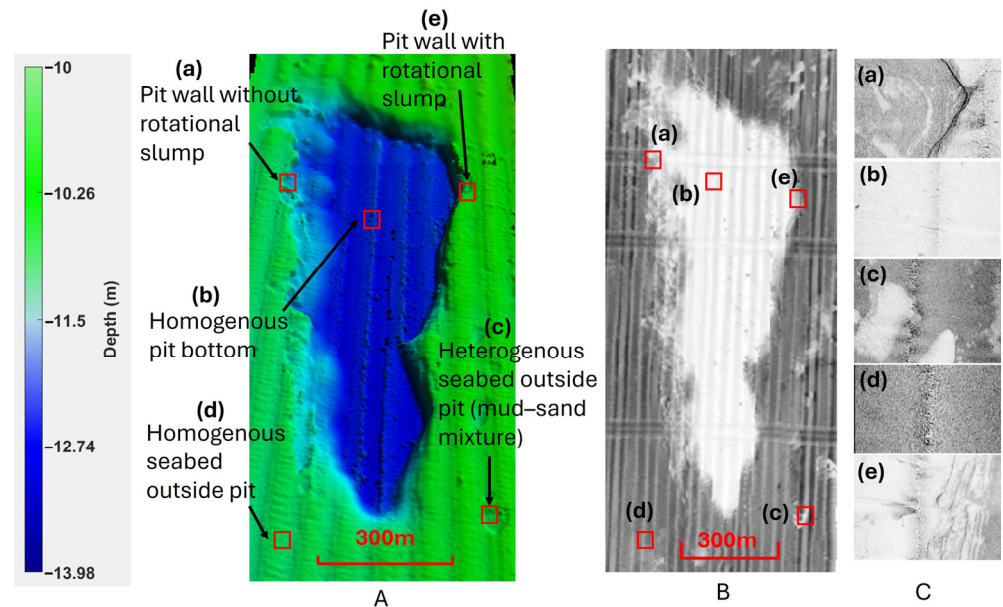 −10
−10.26
−11.5
−12.74
−13.98
Depth (m)
(a)
Pit wall without
rotational
slump
(b)
Homogenous
pit bottom
(d)
Homogenous
seabed
outside pit
(e)
Pit wall with
rotational
slump
(c)
Heterogenous
seabed outside
pit (mud–sand
mixture)
300m
A
(a)
(b)
(e)
(d)
(c)
300m
B
(a)
(b)
(c)
(d)
(e)
C